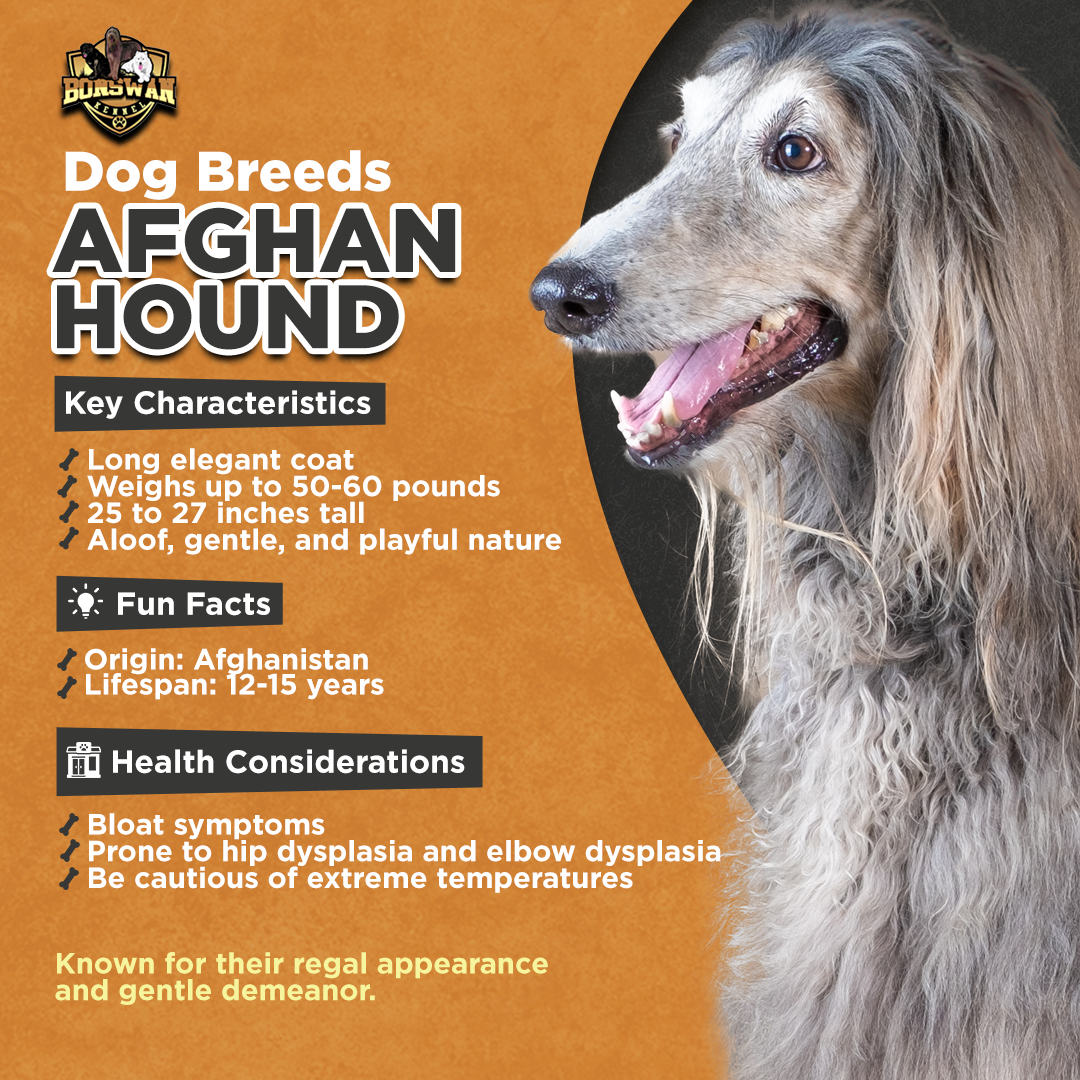 BONSWAN
KENNEL
Dog Breeds
AFGHAN
HOUND
Key Characteristics
Long elegant coat
Weighs up to 50-60 pounds
25 to 27 inches tall
Aloof, gentle, and playful nature
Fun Facts
Origin: Afghanistan
Lifespan: 12-15 years
Health Considerations
Bloat symptoms
Prone to hip dysplasia and elbow dysplasia
Be cautious of extreme temperatures
Known for their regal appearance
and gentle demeanor.